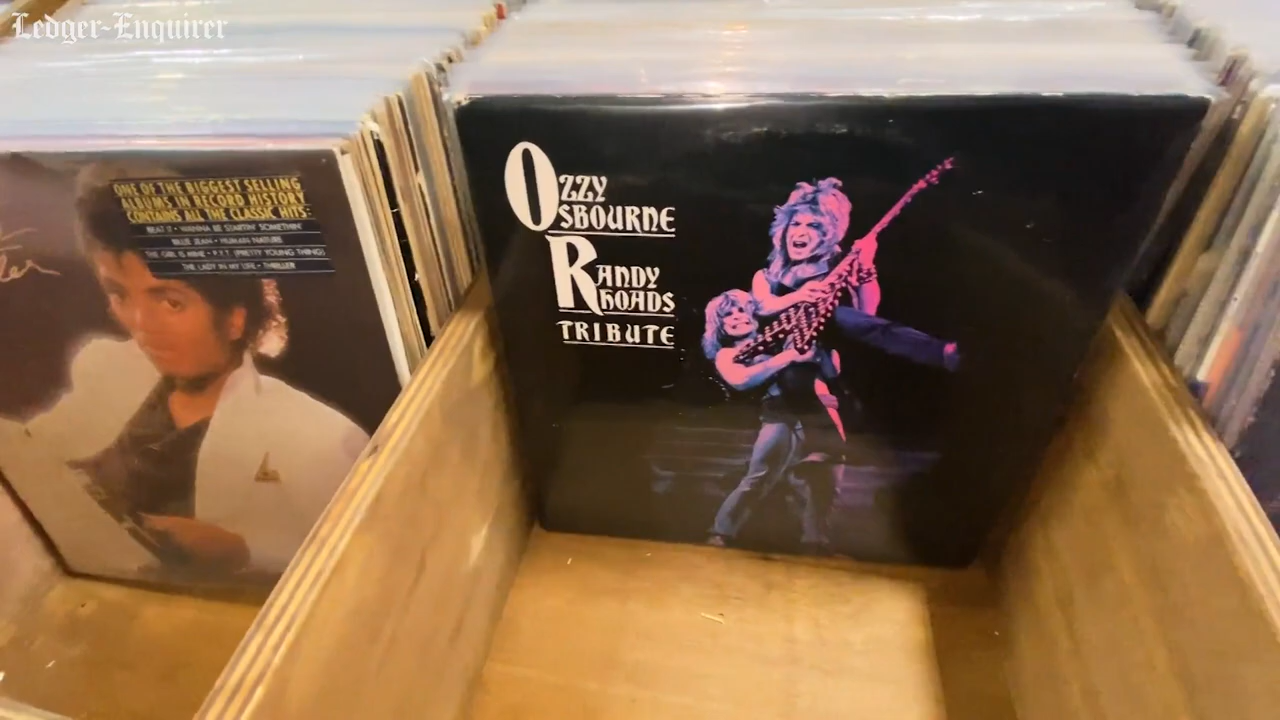 Ledger-Enquirer
ONE OF THE BIGGEST SELLING
ALBUMS IN RECORD HISTORY
CONTAINS ALL THE CLASSIC HITS
BEAT IT • WANNA BE STARTIN' SOMETHIN'
BILLIE JEAN • HUMAN NATURE
THE GIRL IS MINE • P.Y.T. (PRETTY YOUNG THING)
THE LADY IN MY LIFE • THRILLER
OZZY
OSBOURNE
RANDY
RHOADS
TRIBUTE